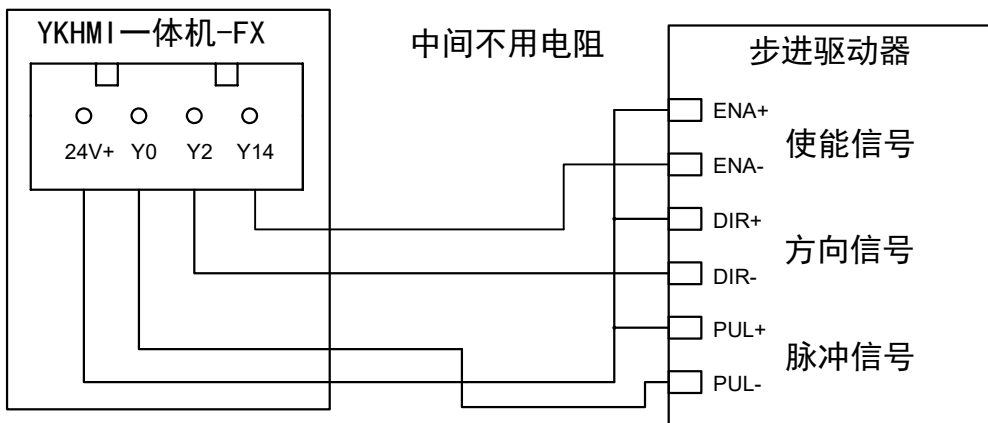 YKHMI一体机-FX
中间不用电阻
步进驱动器
24V+ Y0 Y2 Y14
ENA+
使能信号
ENA-
DIR+
方向信号
DIR-
PUL+
脉冲信号
PUL-